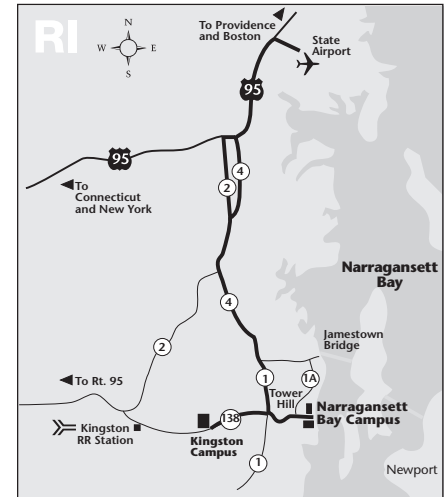 RI
N
W E
S
To Providence
and Boston
State
Airport
95
95
To
Connecticut
and New York
4
2
Narragansett
Bay
4
2
Jamestown
Bridge
To Rt. 95
1
1A
Tower
Hill
138
Narragansett
Bay Campus
Kingston
RR Station
Kingston
Campus
1
Newport